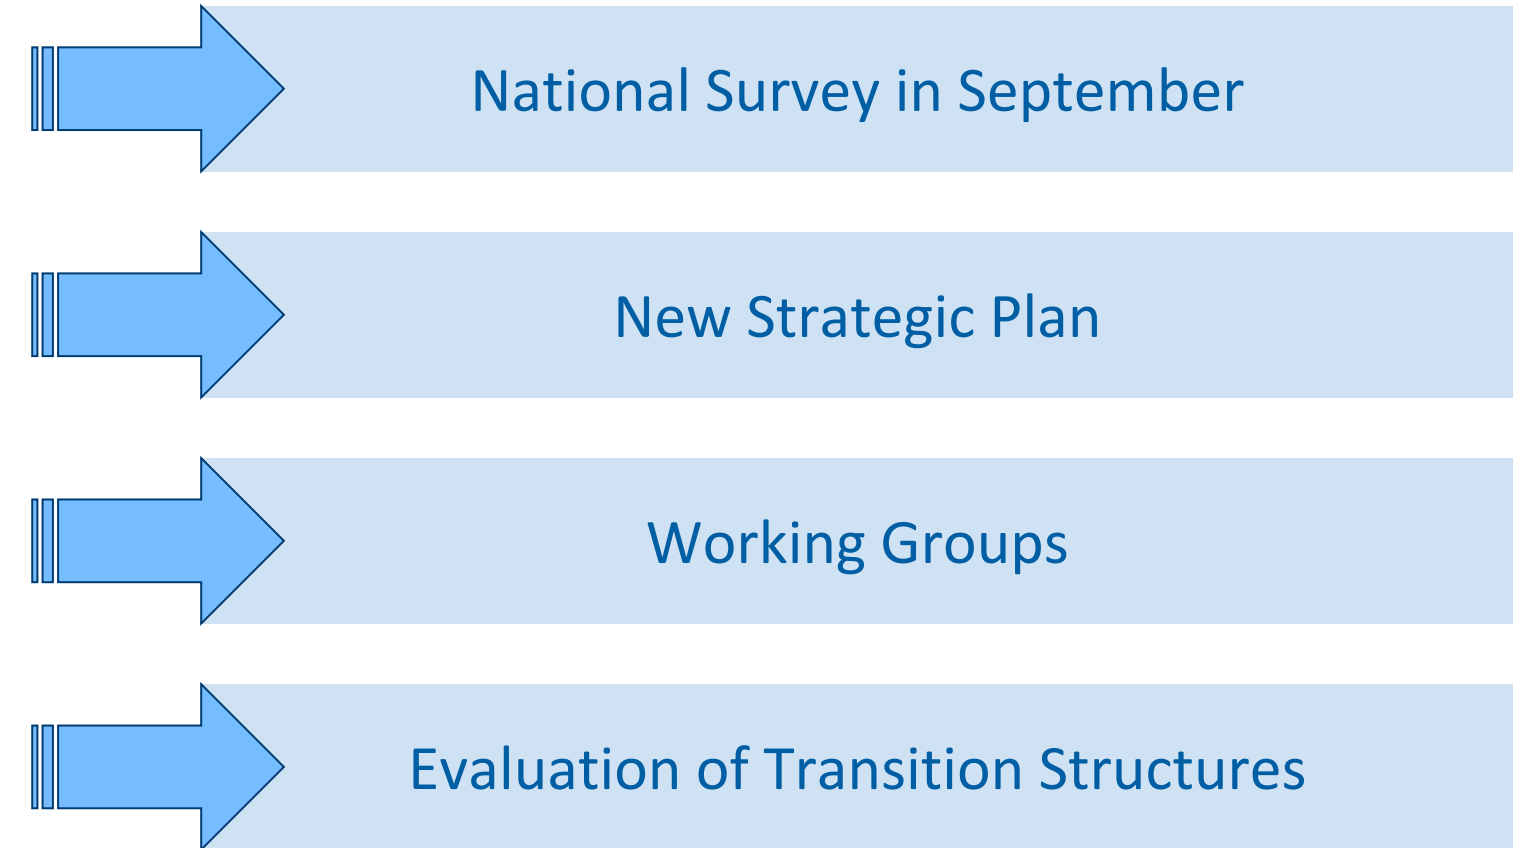 National Survey in September
New Strategic Plan
Working Groups
Evaluation of Transition Structures